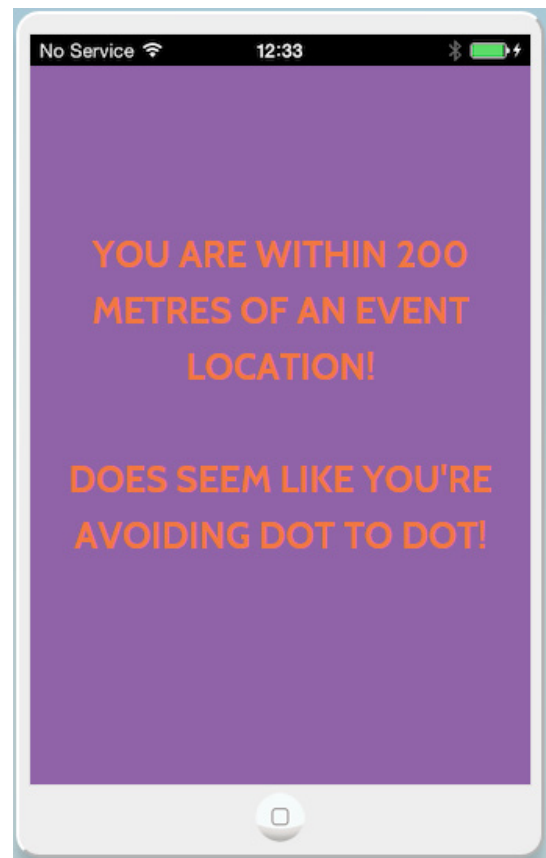 No Service 12:33
YOU ARE WITHIN 200
METRES OF AN EVENT
LOCATION!
DOES SEEM LIKE YOU'RE
AVOIDING DOT TO DOT!